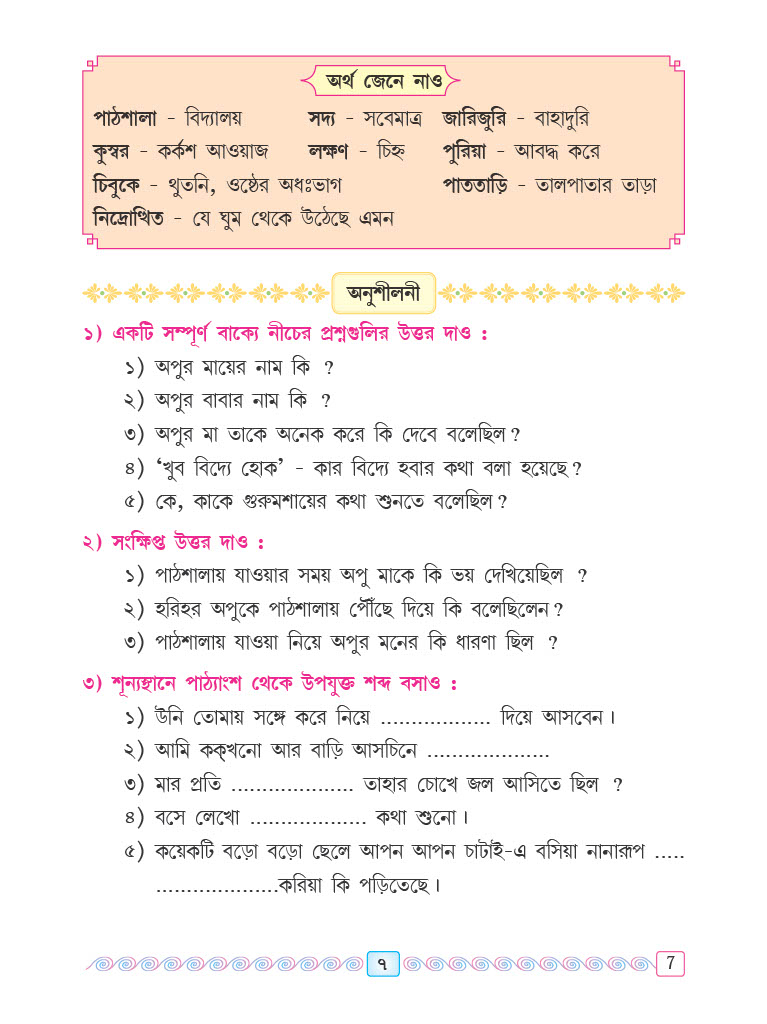 অর্থ জেনে নাও
পাঠশালা - বিদ্যালয় সদ্য - সবেমাত্র জারিজুরি - বাহাদুরি
কুস্বর - কর্কশ আওয়াজ লক্ষণ - চিহ্ন পুরিয়া - আবদ্ধ করে
চিবুকে - থুতনি, ওষ্ঠের অধঃভাগ পাততাড়ি - তালপাতার তাড়া
নিদ্রোত্থিত - যে ঘুম থেকে উঠেছে এমন
অনুশীলনী
১) একটি সম্পূর্ণ বাক্যে নীচের প্রশ্নগুলির উত্তর দাও :
১) অপুর মায়ের নাম কি ?
২) অপুর বাবার নাম কি ?
৩) অপুর মা তাকে অনেক করে কি দেবে বলেছিল ?
৪) ‘খুব বিদ্যে হোক’ - কার বিদ্যে হবার কথা বলা হয়েছে ?
৫) কে, কাকে গুরুমশায়ের কথা শুনতে বলেছিল ?
২) সংক্ষিপ্ত উত্তর দাও :
১) পাঠশালায় যাওয়ার সময় অপু মাকে কি ভয় দেখিয়েছিল ?
২) হরিহর অপুকে পাঠশালায় পৌঁছে দিয়ে কি বলেছিলেন ?
৩) পাঠশালায় যাওয়া নিয়ে অপুর মনের কি ধারণা ছিল ?
৩) শূন্যস্থানে পাঠ্যাংশ থেকে উপযুক্ত শব্দ বসাও :
১) উনি তোমায় সঙ্গে করে নিয়ে .................. দিয়ে আসবেন।
২) আমি কক্‌খনো আর বাড়ি আসচিনে ....................
৩) মার প্রতি .................... তাহার চোখে জল আসিতে ছিল ?
৪) বসে লেখো ................... কথা শুনো।
৫) কয়েকটি বড়ো বড়ো ছেলে আপন আপন চাটাই-এ বসিয়া নানারূপ .....
....................করিয়া কি পড়িতেছে।
৭ 7